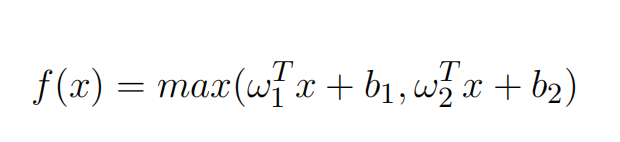 f(x) = max(ω₁ᵀx + b₁, ω₂ᵀx + b₂)